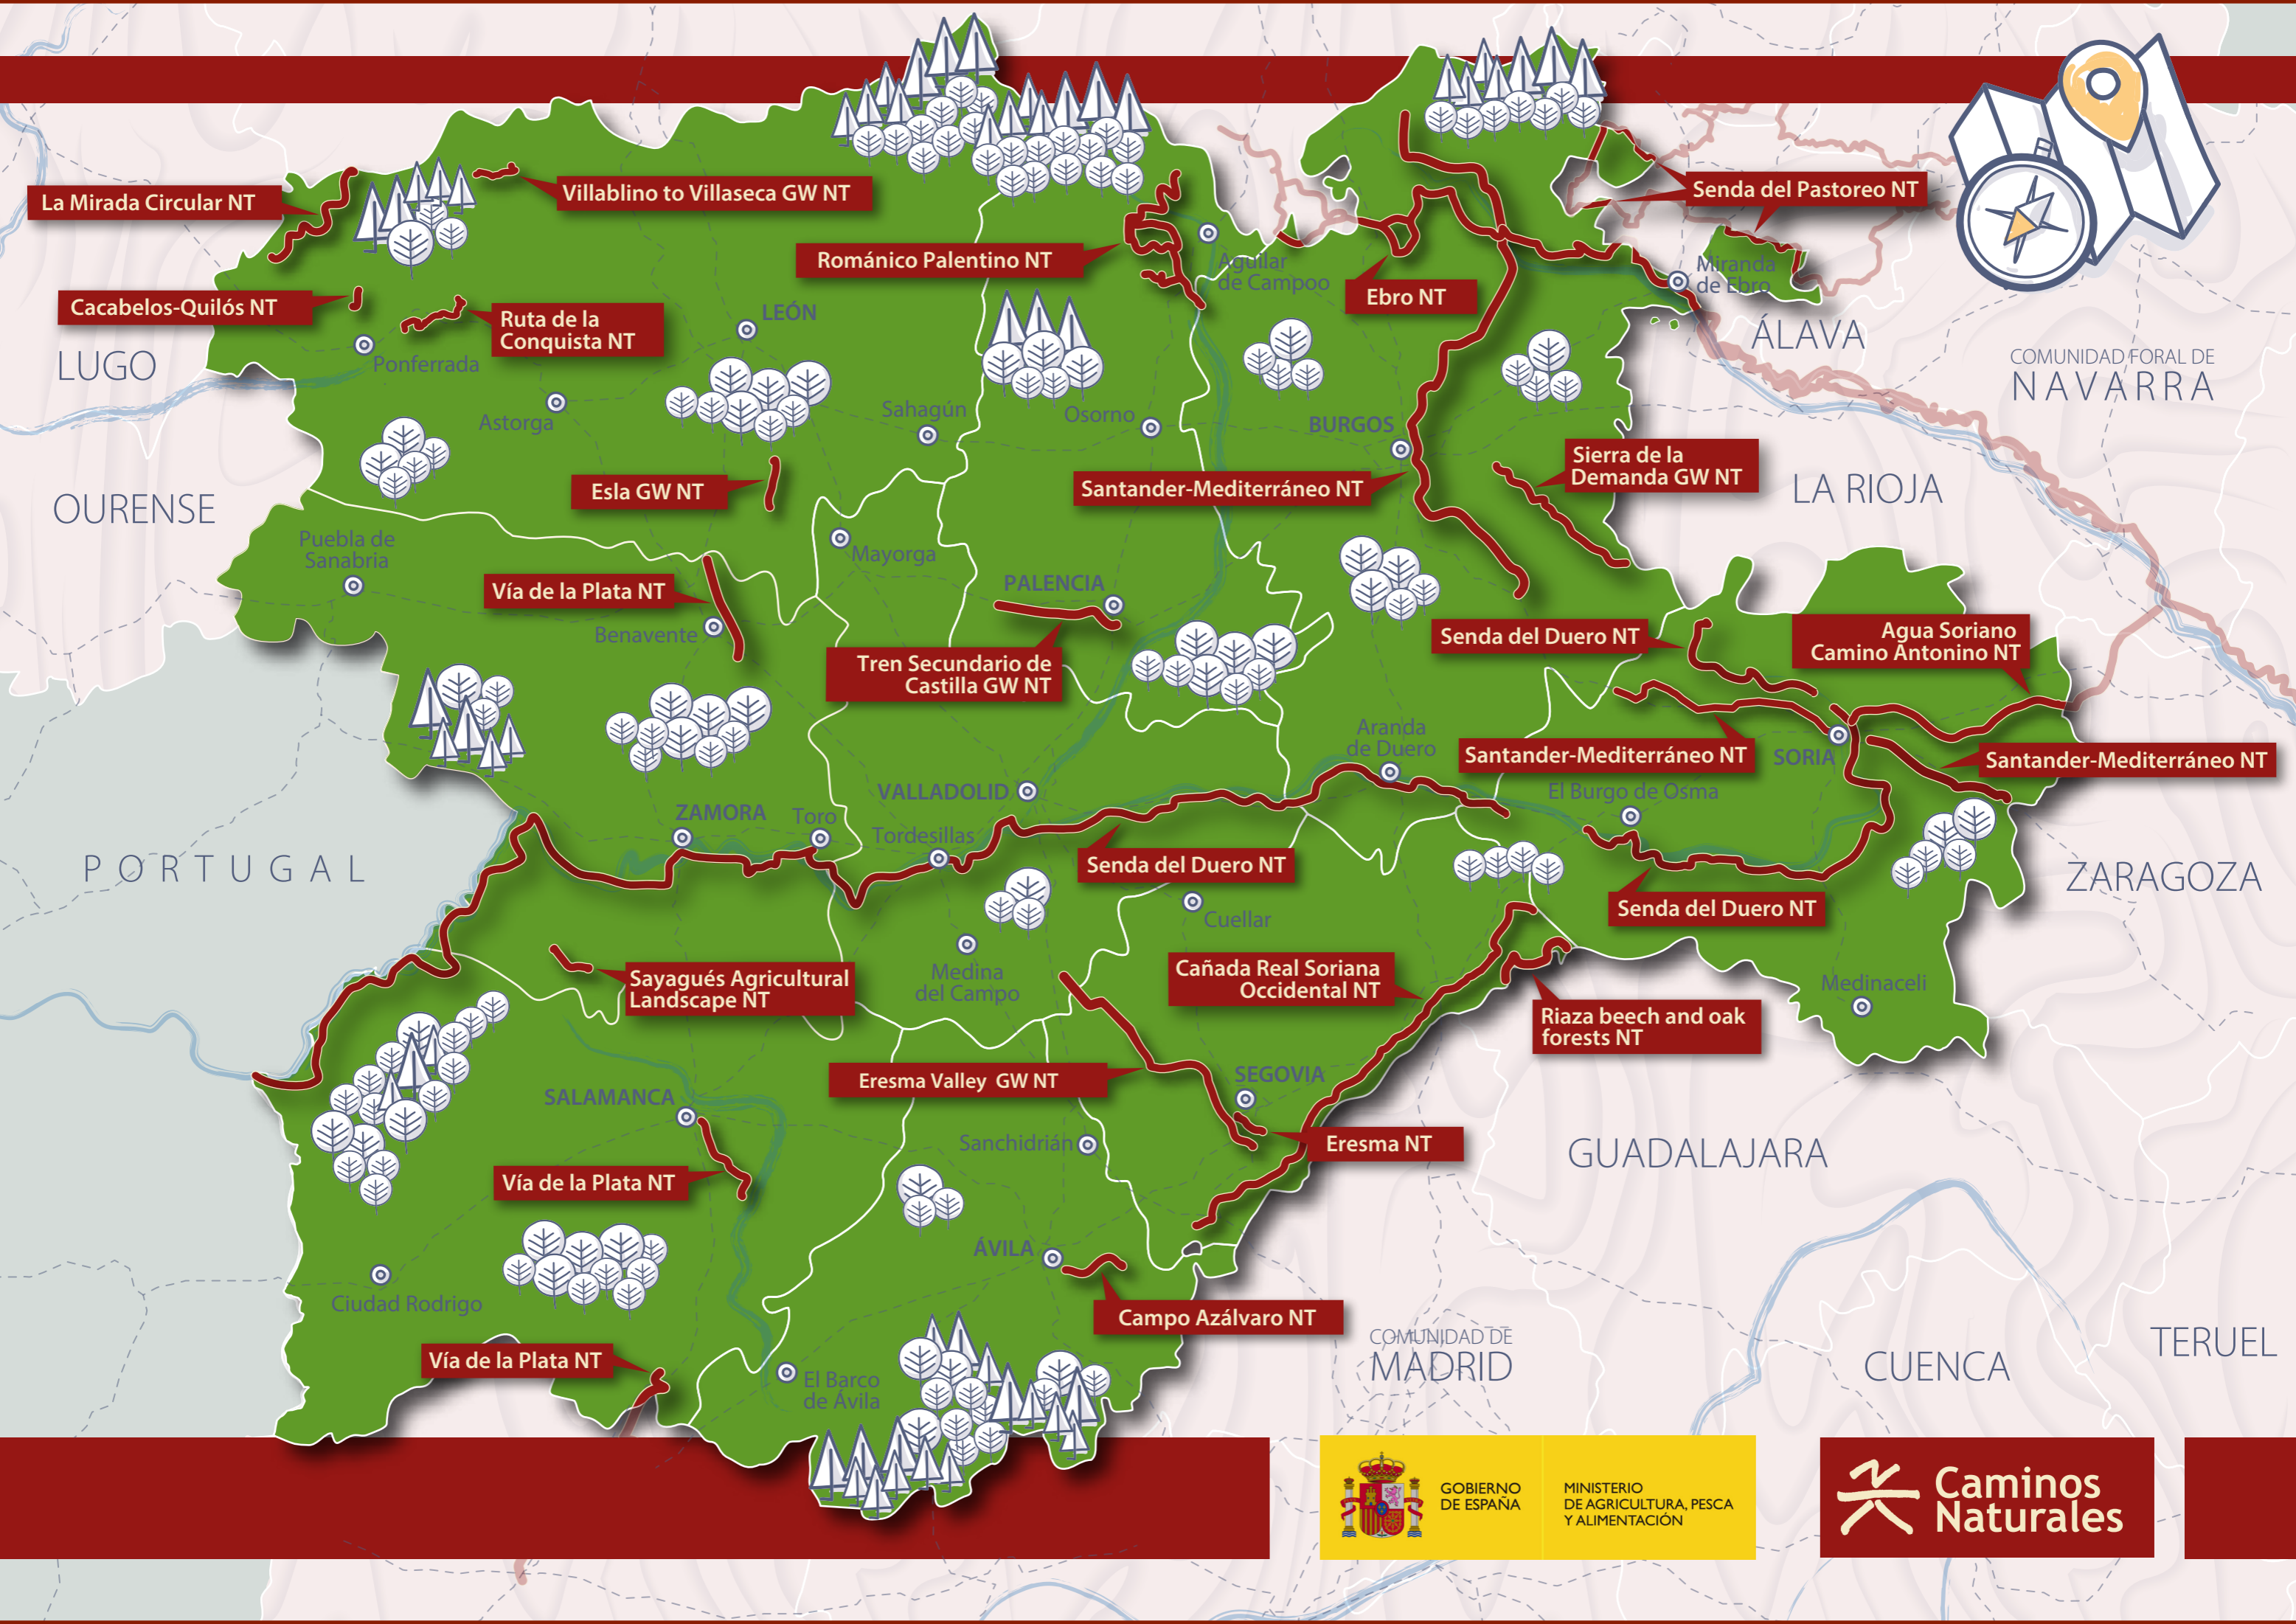 La Mirada Circular NT
Villablino to Villaseca GW NT
Senda del Pastoreo NT
Románico Palentino NT
Aguilar
de Campoo
Miranda
de Ebro
Ebro NT
Cacabelos-Quilós NT
Ruta de la
Conquista NT
LEÓN
ÁLAVA
LUGO
Ponferrada
COMUNIDAD FORAL DE
NAVARRA
Astorga
Sahagún
Osorno
BURGOS
Sierra de la
Demanda GW NT
Esla GW NT
Santander-Mediterráneo NT
LA RIOJA
OURENSE
Puebla de
Sanabria
Mayorga
Vía de la Plata NT
PALENCIA
Benavente
Senda del Duero NT
Agua Soriano
Camino Antonino NT
Tren Secundario de
Castilla GW NT
Aranda
de Duero
Santander-Mediterráneo NT
SORIA
Santander-Mediterráneo NT
VALLADOLID
El Burgo de Osma
ZAMORA
Toro
Tordesillas
PORTUGAL
Senda del Duero NT
ZARAGOZA
Cuellar
Senda del Duero NT
Sayagués Agricultural
Landscape NT
Medina
del Campo
Cañada Real Soriana
Occidental NT
Medinaceli
Riaza beech and oak
forests NT
Eresma Valley GW NT
SEGOVIA
SALAMANCA
Sanchidrián
Eresma NT
GUADALAJARA
Vía de la Plata NT
ÁVILA
Ciudad Rodrigo
Campo Azálvaro NT
COMUNIDAD DE
MADRID
TERUEL
CUENCA
Vía de la Plata NT
El Barco
de Ávila
GOBIERNO
DE ESPAÑA
MINISTERIO
DE AGRICULTURA, PESCA
Y ALIMENTACIÓN
Caminos
Naturales